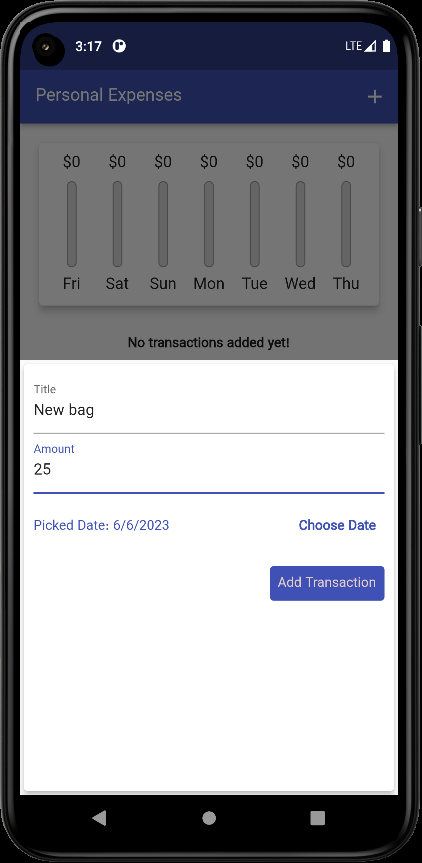 3:17 LTE
Personal Expenses +
$0 $0 $0 $0 $0 $0 $0
Fri Sat Sun Mon Tue Wed Thu
No transactions added yet!
Title
New bag
Amount
25
Picked Date: 6/6/2023 Choose Date
Add Transaction